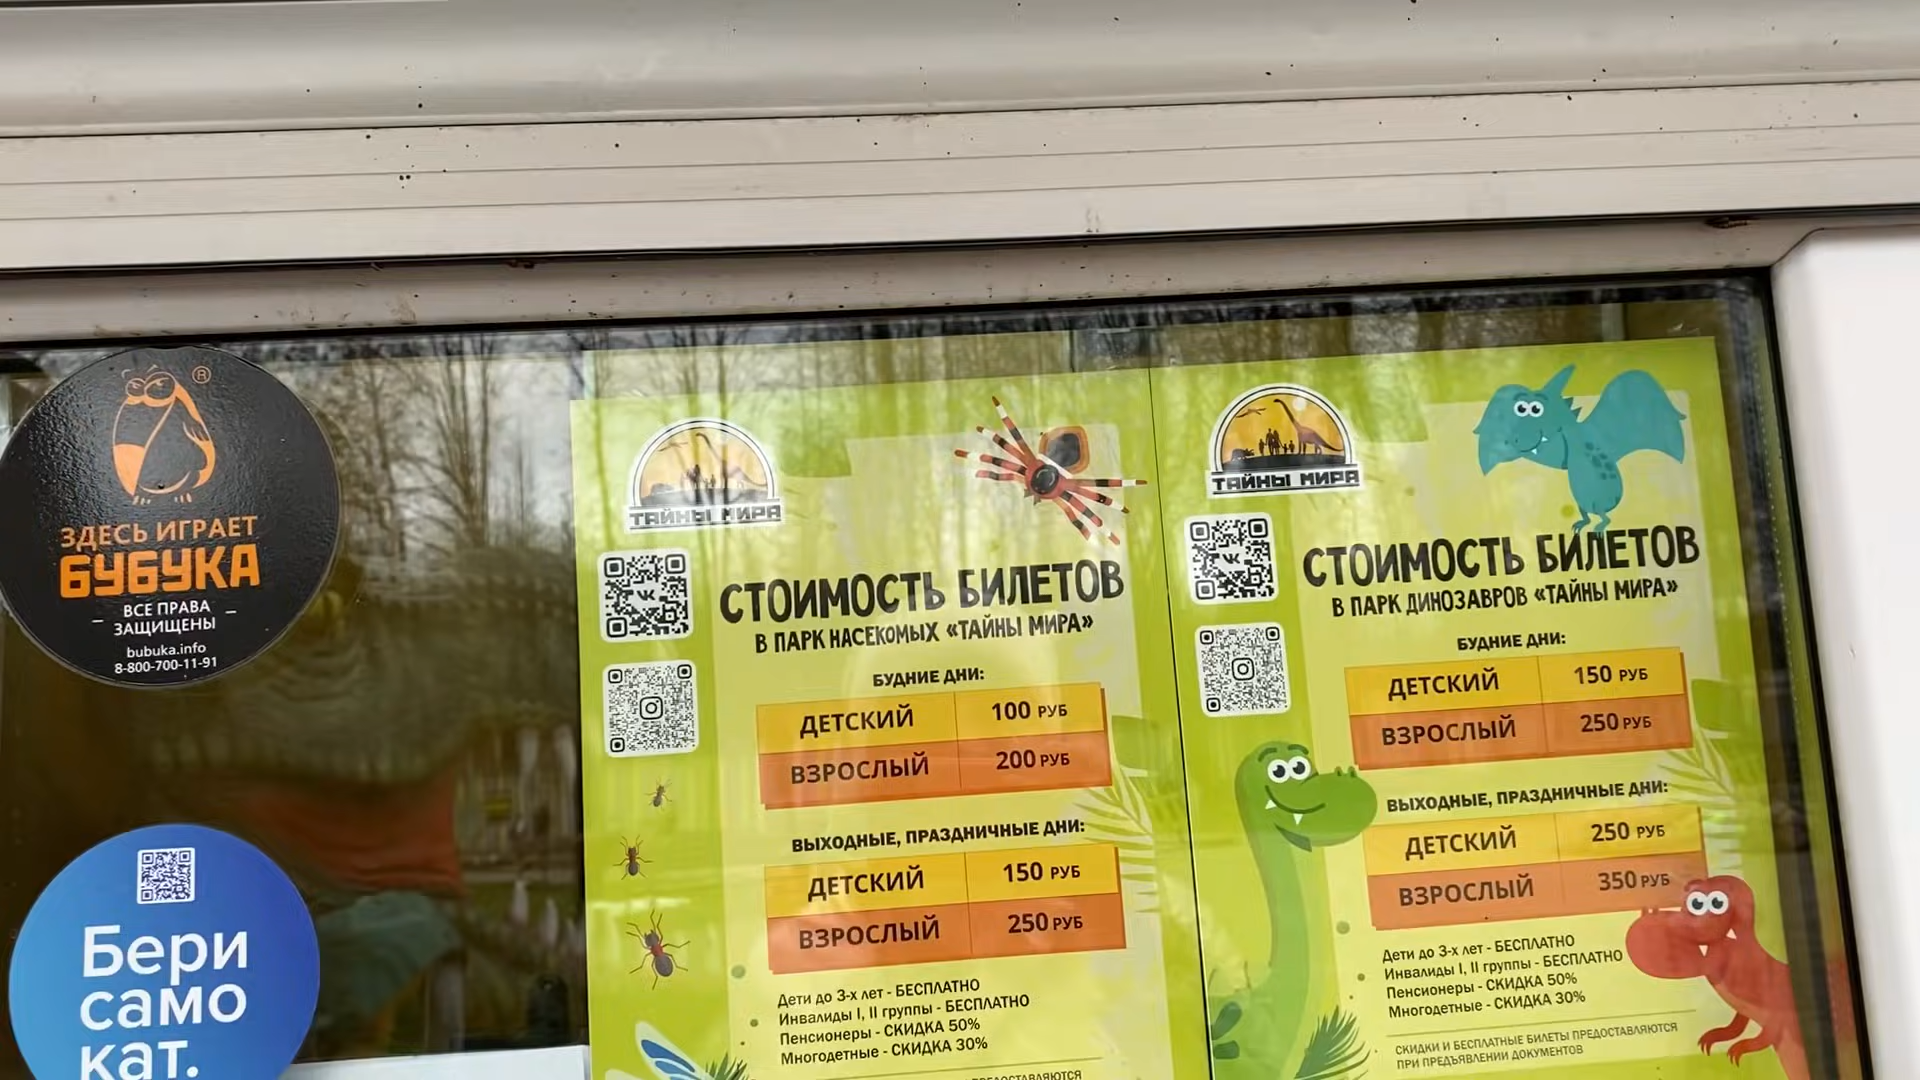 ®
ЗДЕСЬ ИГРАЕТ
БУБУКА
ВСЕ ПРАВА
ЗАЩИЩЕНЫ
bubuka.info
8-800-700-11-91
Бери
само
кат.
ТАЙНЫ МИРА
СТОИМОСТЬ БИЛЕТОВ
В ПАРК НАСЕКОМЫХ «ТАЙНЫ МИРА»
БУДНИЕ ДНИ:
ДЕТСКИЙ 100 РУБ
ВЗРОСЛЫЙ 200 РУБ
ВЫХОДНЫЕ, ПРАЗДНИЧНЫЕ ДНИ:
ДЕТСКИЙ 150 РУБ
ВЗРОСЛЫЙ 250 РУБ
Дети до 3-х лет - БЕСПЛАТНО
Инвалиды I, II группы - БЕСПЛАТНО
Пенсионеры - СКИДКА 50%
Многодетные - СКИДКА 30%
ТАЙНЫ МИРА
СТОИМОСТЬ БИЛЕТОВ
В ПАРК ДИНОЗАВРОВ «ТАЙНЫ МИРА»
БУДНИЕ ДНИ:
ДЕТСКИЙ 150 РУБ
ВЗРОСЛЫЙ 250 РУБ
ВЫХОДНЫЕ, ПРАЗДНИЧНЫЕ ДНИ:
ДЕТСКИЙ 250 РУБ
ВЗРОСЛЫЙ 350 РУБ
Дети до 3-х лет - БЕСПЛАТНО
Инвалиды I, II группы - БЕСПЛАТНО
Пенсионеры - СКИДКА 50%
Многодетные - СКИДКА 30%
СКИДКИ И БЕСПЛАТНЫЕ БИЛЕТЫ ПРЕДОСТАВЛЯЮТСЯ
ПРИ ПРЕДЪЯВЛЕНИИ ДОКУМЕНТОВ